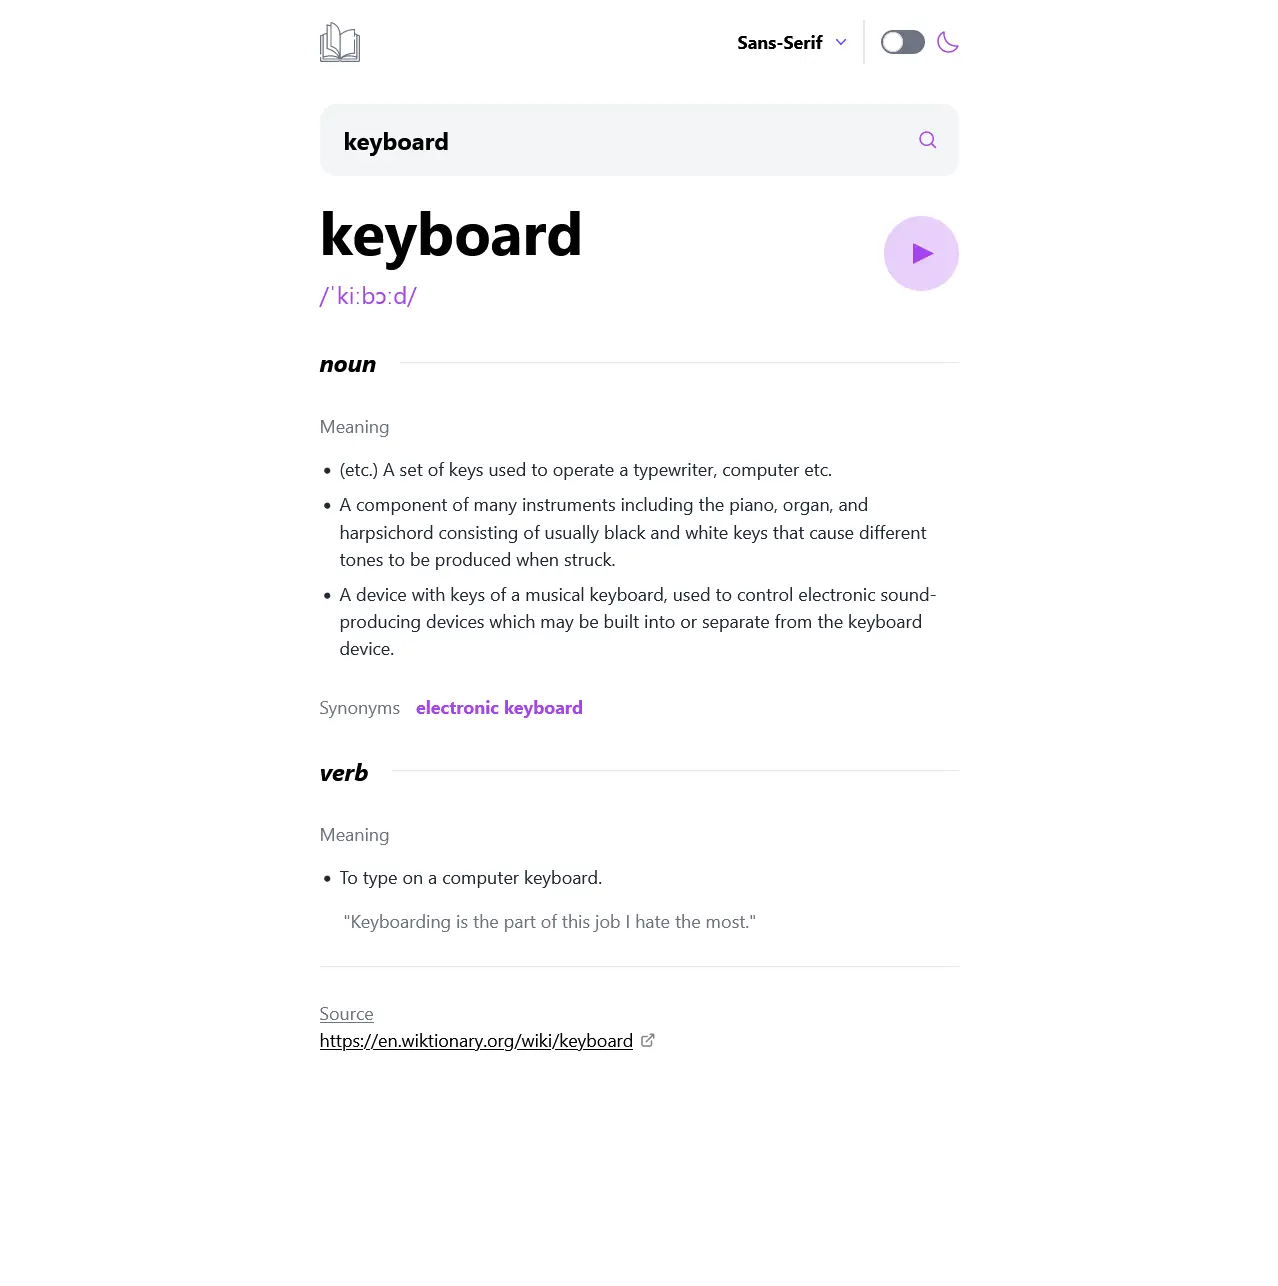 Sans-Serif
keyboard
keyboard
/ˈkiːbɔːd/
noun
Meaning
• (etc.) A set of keys used to operate a typewriter, computer etc.
• A component of many instruments including the piano, organ, and
harpsichord consisting of usually black and white keys that cause different
tones to be produced when struck.
• A device with keys of a musical keyboard, used to control electronic sound-
producing devices which may be built into or separate from the keyboard
device.
Synonyms electronic keyboard
verb
Meaning
• To type on a computer keyboard.
"Keyboarding is the part of this job I hate the most."
Source
https://en.wiktionary.org/wiki/keyboard